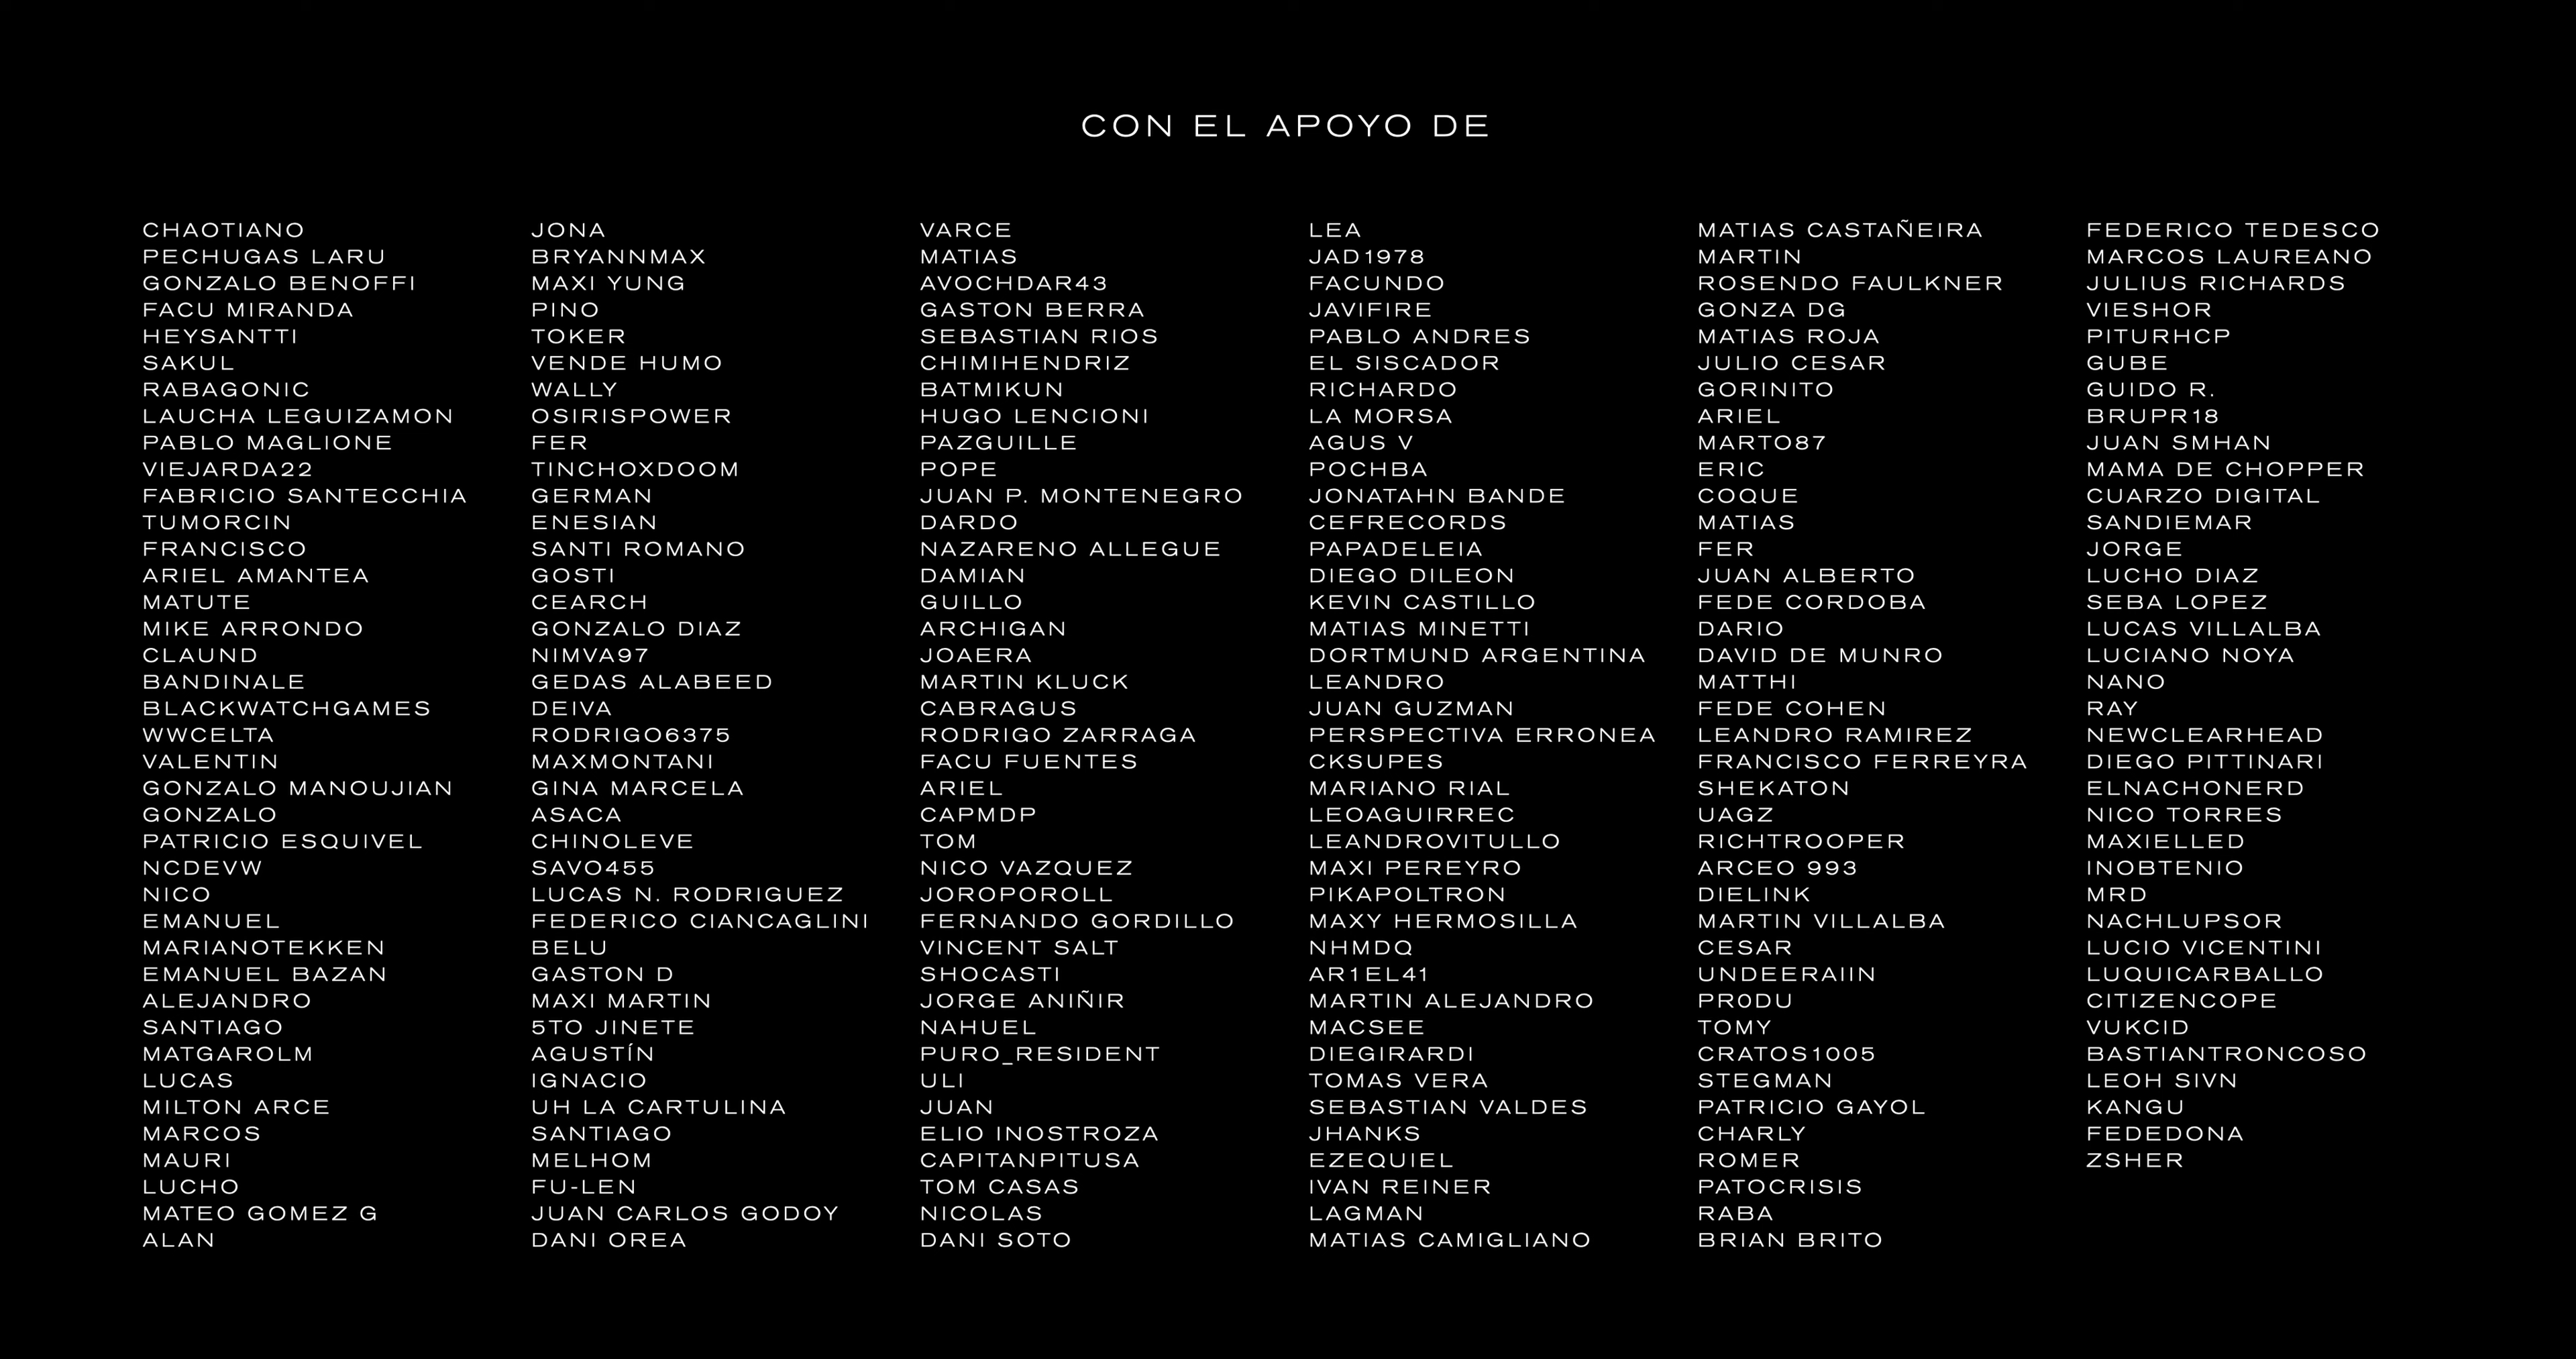 CON EL APOYO DE
CHAOTIANO
PECHUGAS LARU
GONZALO BENOFFI
FACU MIRANDA
HEYSANTTI
SAKUL
RABAGONIC
LAUCHA LEGUIZAMON
PABLO MAGLIONE
VIEJARDA22
FABRICIO SANTECCHIA
TUMORCIN
FRANCISCO
ARIEL AMANTEA
MATUTE
MIKE ARRONDO
CLAUND
BANDINALE
BLACKWATCHGAMES
WWCELTA
VALENTIN
GONZALO MANOUJIAN
GONZALO
PATRICIO ESQUIVEL
NCDEVW
NICO
EMANUEL
MARIANOTEKKEN
EMANUEL BAZAN
ALEJANDRO
SANTIAGO
MATGAROLM
LUCAS
MILTON ARCE
MARCOS
MAURI
LUCHO
MATEO GOMEZ G
ALAN
JONA
BRYANNMAX
MAXI YUNG
PINO
TOKER
VENDE HUMO
WALLY
OSIRISPOWER
FER
TINCHOXDOOM
GERMAN
ENESIAN
SANTI ROMANO
GOSTI
CEARCH
GONZALO DIAZ
NIMVA97
GEDAS ALABEED
DEIVA
RODRIGO6375
MAXMONTANI
GINA MARCELA
ASACA
CHINOLEVE
SAVO455
LUCAS N. RODRIGUEZ
FEDERICO CIANCAGLINI
BELU
GASTON D
MAXI MARTIN
5TO JINETE
AGUSTÍN
IGNACIO
UH LA CARTULINA
SANTIAGO
MELHOM
FU-LEN
JUAN CARLOS GODOY
DANI OREA
VARCE
MATIAS
AVOCHDAR43
GASTON BERRA
SEBASTIAN RIOS
CHIMIHENDRIZ
BATMIKUN
HUGO LENCIONI
PAZGUILLE
POPE
JUAN P. MONTENEGRO
DARDO
NAZARENO ALLEGUE
DAMIAN
GUILLO
ARCHIGAN
JOAERA
MARTIN KLUCK
CABRAGUS
RODRIGO ZARRAGA
FACU FUENTES
ARIEL
CAPMDP
TOM
NICO VAZQUEZ
JOROPOROLL
FERNANDO GORDILLO
VINCENT SALT
SHOCASTI
JORGE ANIÑIR
NAHUEL
PURO_RESIDENT
ULI
JUAN
ELIO INOSTROZA
CAPITANPITUSA
TOM CASAS
NICOLAS
DANI SOTO
LEA
JAD1978
FACUNDO
JAVIFIRE
PABLO ANDRES
EL SISCADOR
RICHARDO
LA MORSA
AGUS V
POCHBA
JONATAHN BANDE
CEFRECORDS
PAPADELEIA
DIEGO DILEON
KEVIN CASTILLO
MATIAS MINETTI
DORTMUND ARGENTINA
LEANDRO
JUAN GUZMAN
PERSPECTIVA ERRONEA
CKSUPES
MARIANO RIAL
LEOAGUIRREC
LEANDROVITULLO
MAXI PEREYRO
PIKAPOLTRON
MAXY HERMOSILLA
NHMDQ
AR1EL41
MARTIN ALEJANDRO
MACSEE
DIEGIRARDI
TOMAS VERA
SEBASTIAN VALDES
JHANKS
EZEQUIEL
IVAN REINER
LAGMAN
MATIAS CAMIGLIANO
MATIAS CASTAÑEIRA
MARTIN
ROSENDO FAULKNER
GONZA DG
MATIAS ROJA
JULIO CESAR
GORINITO
ARIEL
MARTO87
ERIC
COQUE
MATIAS
FER
JUAN ALBERTO
FEDE CORDOBA
DARIO
DAVID DE MUNRO
MATTHI
FEDE COHEN
LEANDRO RAMIREZ
FRANCISCO FERREYRA
SHEKATON
UAGZ
RICHTROOPER
ARCEO 993
DIELINK
MARTIN VILLALBA
CESAR
UNDEERAIIN
PR0DU
TOMY
CRATOS1005
STEGMAN
PATRICIO GAYOL
CHARLY
ROMER
PATOCRISIS
RABA
BRIAN BRITO
FEDERICO TEDESCO
MARCOS LAUREANO
JULIUS RICHARDS
VIESHOR
PITURHCP
GUBE
GUIDO R.
BRUPR18
JUAN SMHAN
MAMA DE CHOPPER
CUARZO DIGITAL
SANDIEMAR
JORGE
LUCHO DIAZ
SEBA LOPEZ
LUCAS VILLALBA
LUCIANO NOYA
NANO
RAY
NEWCLEARHEAD
DIEGO PITTINARI
ELNACHONERD
NICO TORRES
MAXIELLED
INOBTENIO
MRD
NACHLUPSOR
LUCIO VICENTINI
LUQUICARBALLO
CITIZENCOPE
VUKCID
BASTIANTRONCOSO
LEOH SIVN
KANGU
FEDEDONA
ZSHER